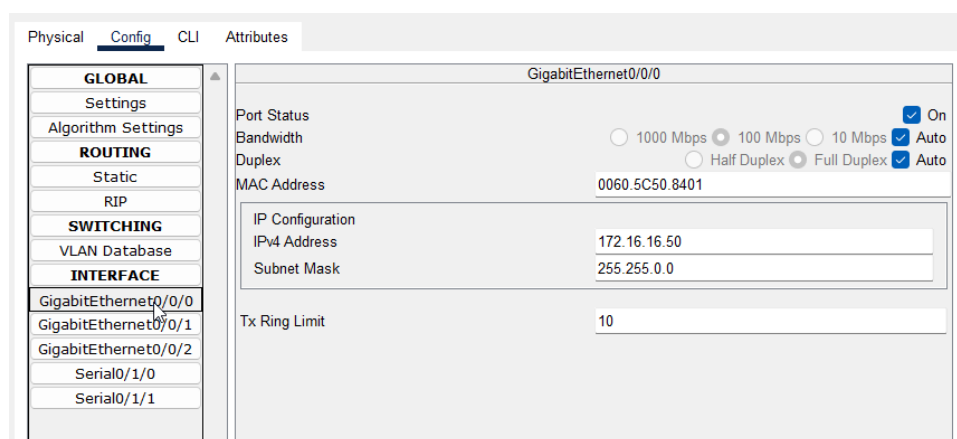 Physical Config CLI Attributes
GLOBAL
Settings
Algorithm Settings
ROUTING
Static
RIP
SWITCHING
VLAN Database
INTERFACE
GigabitEthernet0/0/0
GigabitEthernet0/0/1
GigabitEthernet0/0/2
Serial0/1/0
Serial0/1/1
GigabitEthernet0/0/0
Port Status On
Bandwidth 1000 Mbps 100 Mbps 10 Mbps Auto
Duplex Half Duplex Full Duplex Auto
MAC Address 0060.5C50.8401
IP Configuration
IPv4 Address 172.16.16.50
Subnet Mask 255.255.0.0
Tx Ring Limit 10